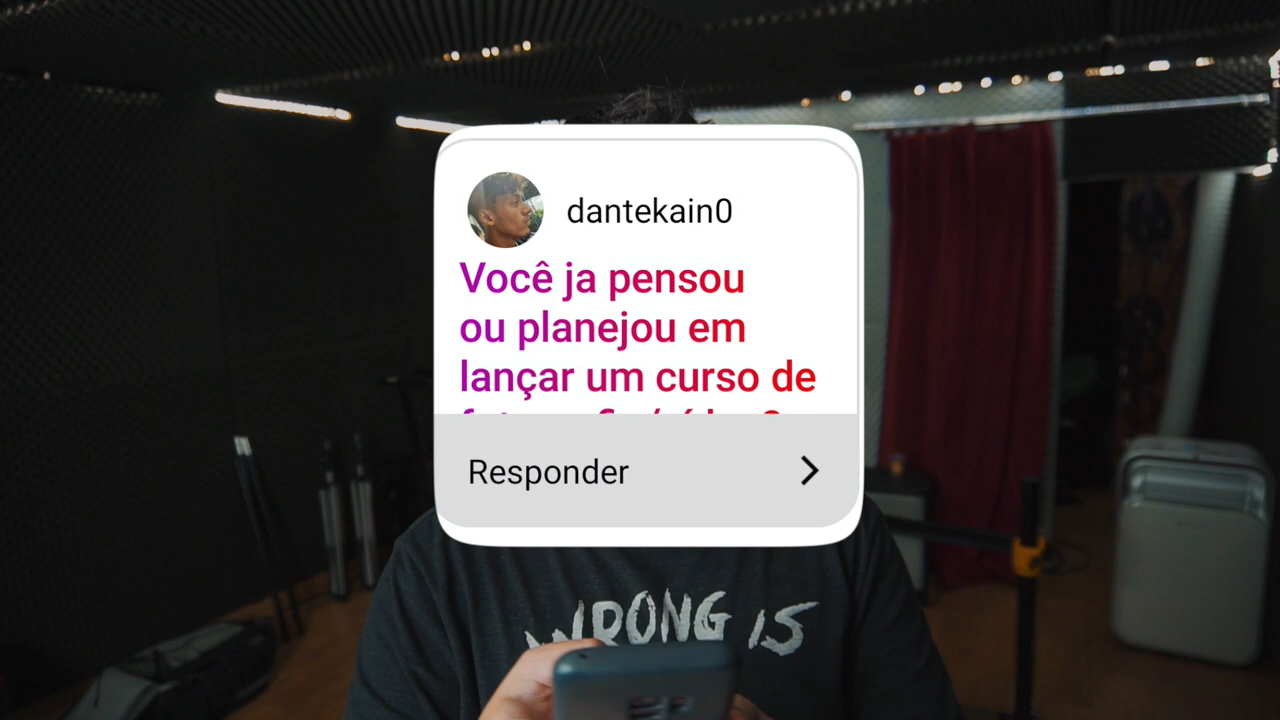 dantekain0
Você ja pensou
ou planejou em
lançar um curso de
Responder
WRONG IS